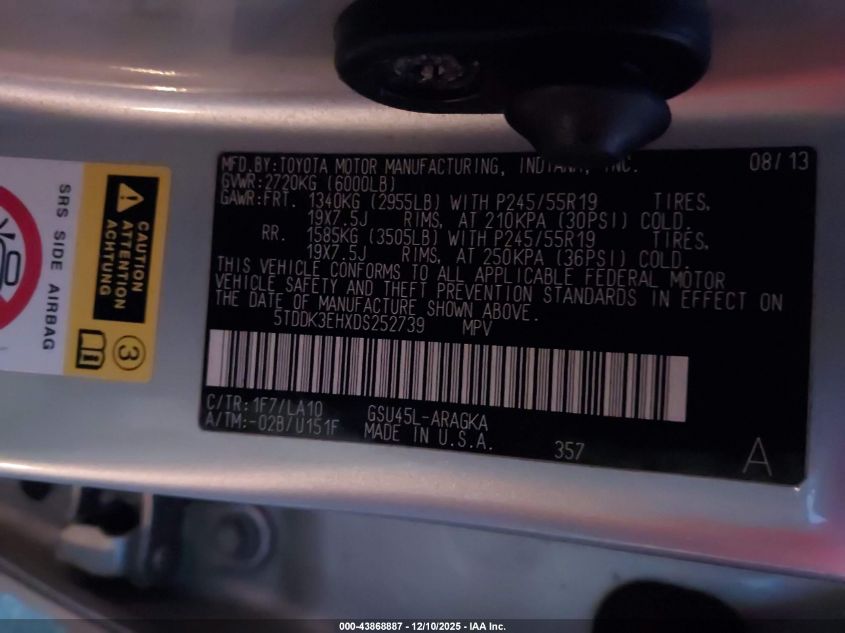 MFD.BY:TOYOTA MOTOR MANUFACTURING, INDIANA, INC. 08/13
GVWR:2720KG (6000LB)
GAWR:FRT. 1340KG (2955LB) WITH P245/55R19 TIRES,
19X7.5J RIMS, AT 210KPA (30PSI) COLD.
RR. 1585KG (3505LB) WITH P245/55R19 TIRES,
19X7.5J RIMS, AT 250KPA (36PSI) COLD.
THIS VEHICLE CONFORMS TO ALL APPLICABLE FEDERAL MOTOR
VEHICLE SAFETY AND THEFT PREVENTION STANDARDS IN EFFECT ON
THE DATE OF MANUFACTURE SHOWN ABOVE.
5TDDK3EHXDS252739 MPV
C/TR:1F7/LA10 GSU45L-ARAGKA
A/TM:-02B/U151F MADE IN U.S.A. 357 A
SRS SIDE AIRBAG
CAUTION
ATTENTION
ACHTUNG
3
000-43868887 - 12/10/2025 - IAA Inc.